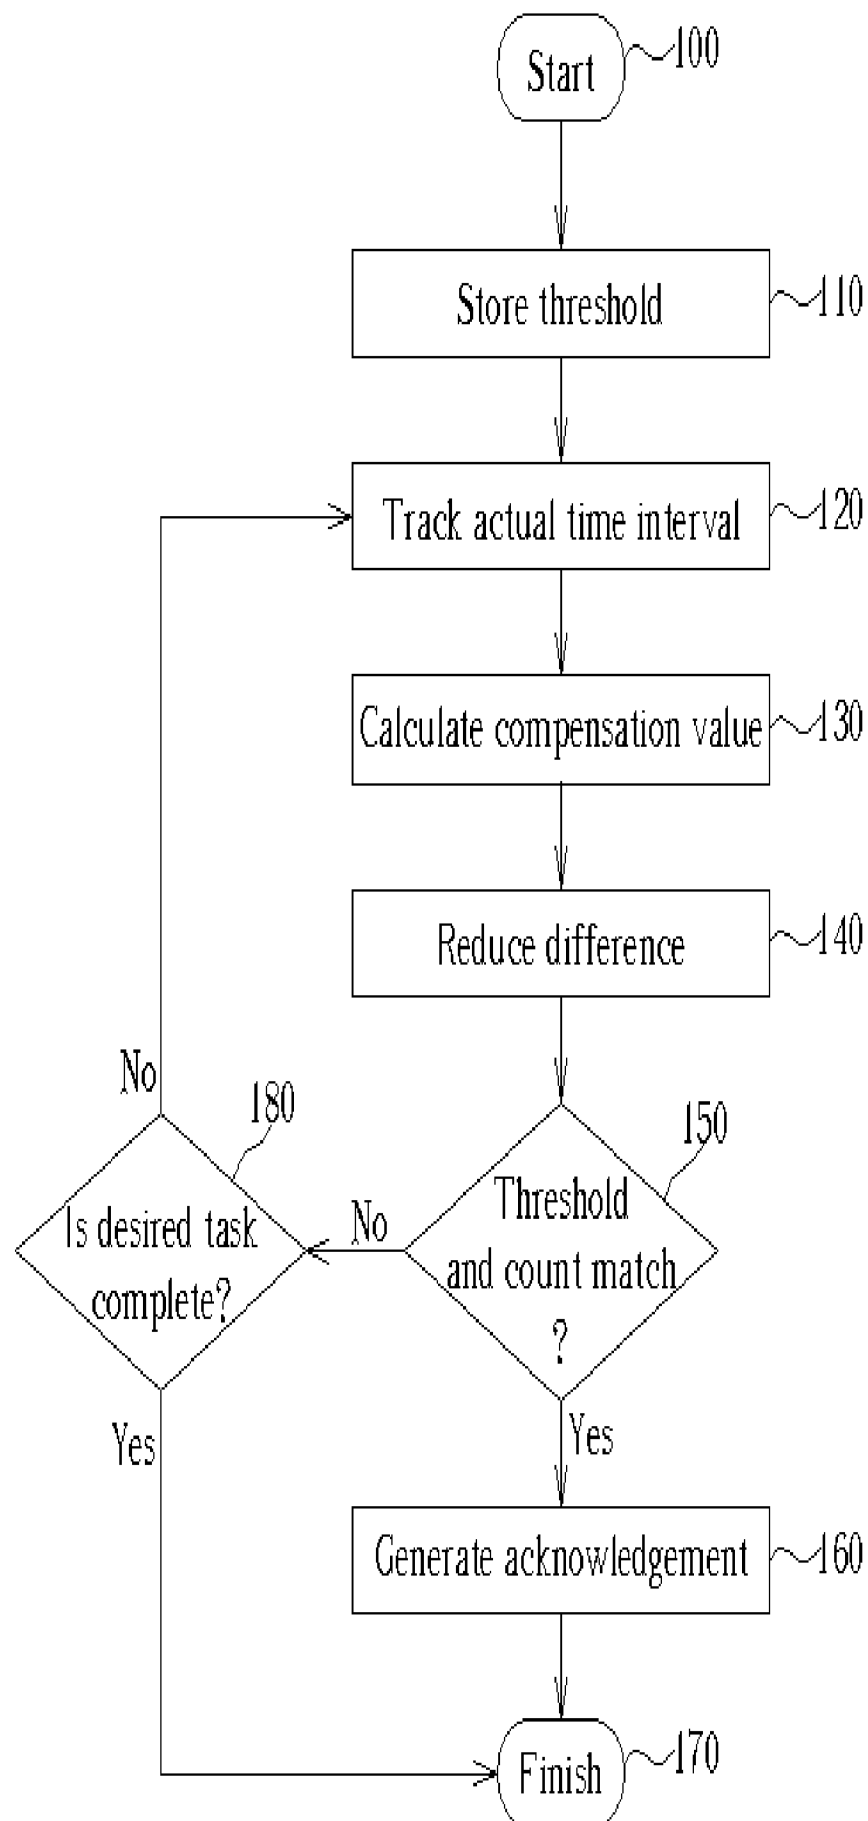 Start
100
Store threshold
110
Track actual time interval
120
Calculate compensation value
130
Reduce difference
140
No
180
150
Is desired task
complete?
No
Threshold
and count match
?
Yes
Yes
Generate acknowledgement
160
Finish
170